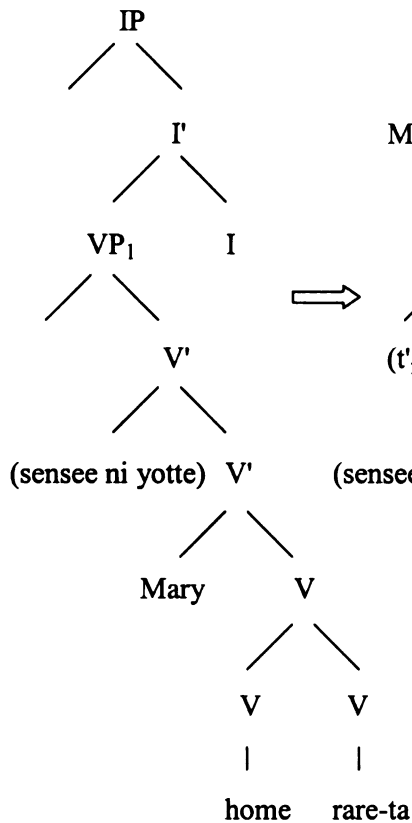 IP
I' M
VP₁ I
V' (t'
(sensee ni yotte) V' (sensee
Mary V
V V
home rare-ta